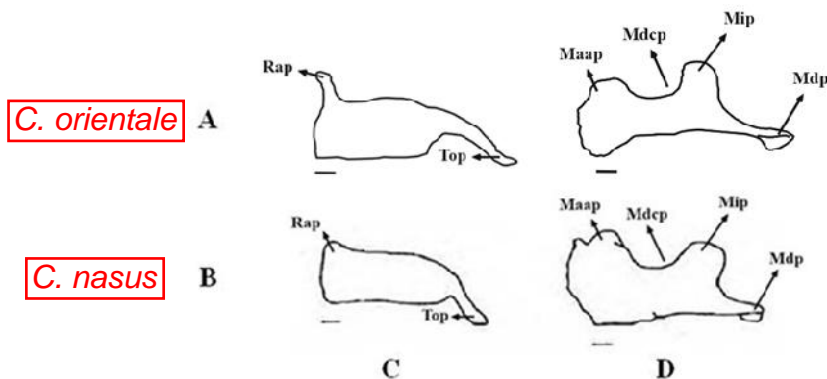 Rap
Top
C. orientale
A
Maap
Mdcp
Mip
Mdp
Rap
Top
C. nasus
B
Maap
Mdcp
Mip
Mdp
C
D